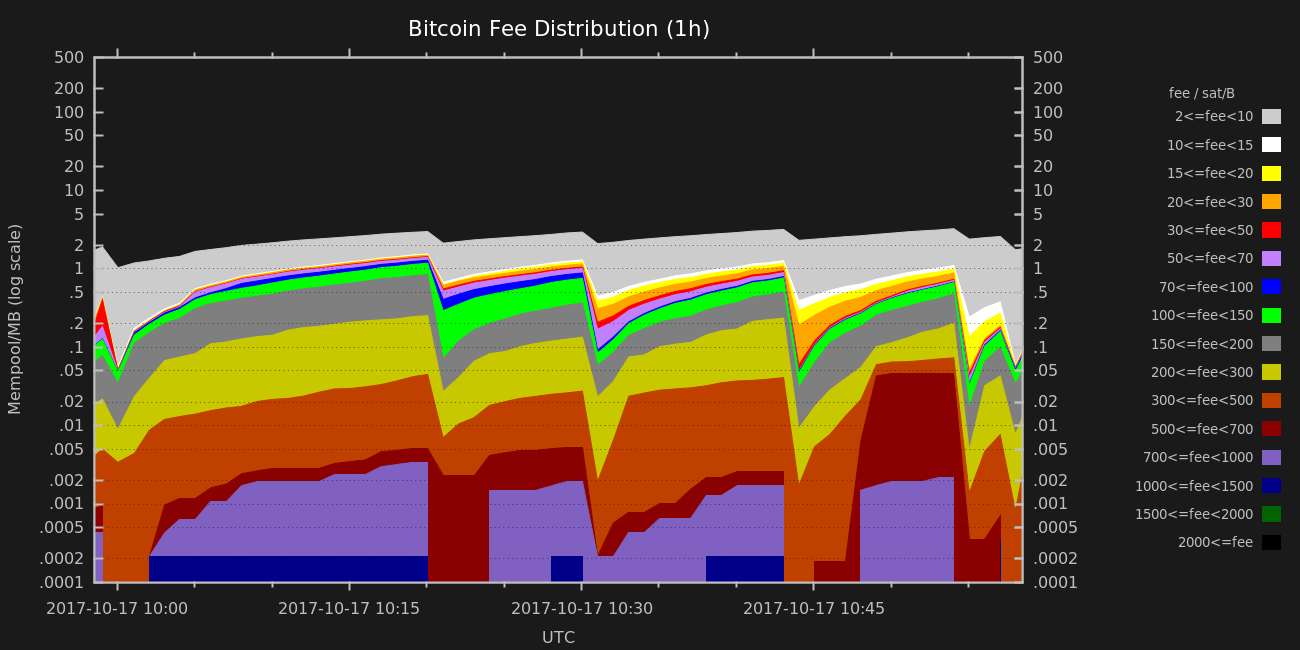 Bitcoin Fee Distribution (1h)
Mempool/MB (log scale)
500
200
100
50
20
10
5
2
1
.5
.2
.1
.05
.02
.01
.005
.002
.001
.0005
.0002
.0001
500
200
100
50
20
10
5
2
1
.5
.2
.1
.05
.02
.01
.005
.002
.001
.0005
.0002
.0001
2017-10-17 10:00
2017-10-17 10:15
2017-10-17 10:30
2017-10-17 10:45
UTC
fee / sat/B
2<=fee<10
10<=fee<15
15<=fee<20
20<=fee<30
30<=fee<50
50<=fee<70
70<=fee<100
100<=fee<150
150<=fee<200
200<=fee<300
300<=fee<500
500<=fee<700
700<=fee<1000
1000<=fee<1500
1500<=fee<2000
2000<=fee